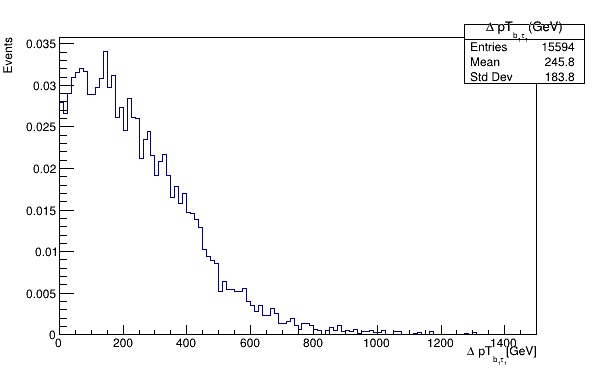 Δ pT_{b_1τ_1}(GeV)
Entries 15594
Mean 245.8
Std Dev 183.8
Events
0.035
0.03
0.025
0.02
0.015
0.01
0.005
0
0 200 400 600 800 1000 1200 1400
Δ pT_{b_1τ_1}[GeV]